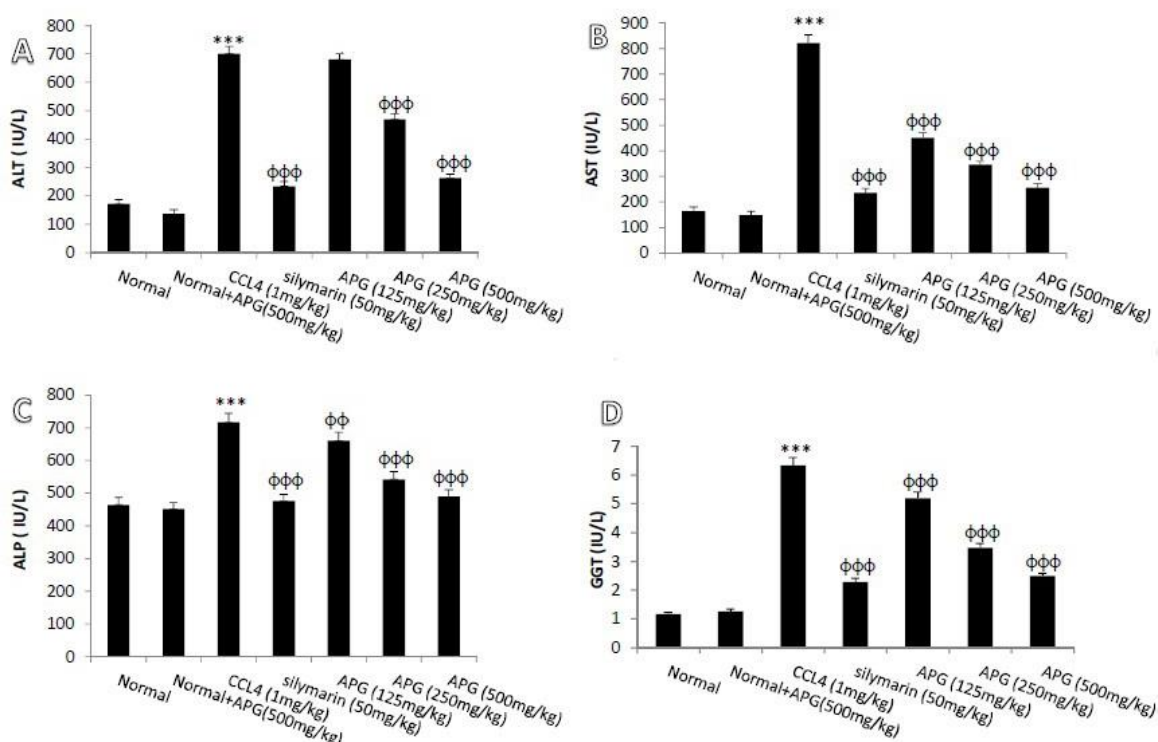 A
ALT ( IU/L)
800
700
600
500
400
300
200
100
0
***
ϕϕϕ
ϕϕϕ
ϕϕϕ
Normal
Normal+APG(500mg/kg)
CCL4 (1mg/kg)
silymarin (50mg/kg)
APG (125mg/kg)
APG (250mg/kg)
APG (500mg/kg)
B
AST (IU/L)
900
800
700
600
500
400
300
200
100
0
***
ϕϕϕ
ϕϕϕ
ϕϕϕ
ϕϕϕ
Normal
Normal+APG(500mg/kg)
CCL4 (1mg/kg)
silymarin (50mg/kg)
APG (125mg/kg)
APG (250mg/kg)
APG (500mg/kg)
C
ALP ( IU/L)
800
700
600
500
400
300
200
100
0
***
ϕϕϕ
ϕϕ
ϕϕϕ
ϕϕϕ
Normal
Normal+APG(500mg/kg)
CCL4 (1mg/kg)
silymarin (50mg/kg)
APG (125mg/kg)
APG (250mg/kg)
APG (500mg/kg)
D
GGT (IU/L)
7
6
5
4
3
2
1
0
***
ϕϕϕ
ϕϕϕ
ϕϕϕ
ϕϕϕ
Normal
Normal+APG(500mg/kg)
CCL4 (1mg/kg)
silymarin (50mg/kg)
APG (125mg/kg)
APG (250mg/kg)
APG (500mg/kg)